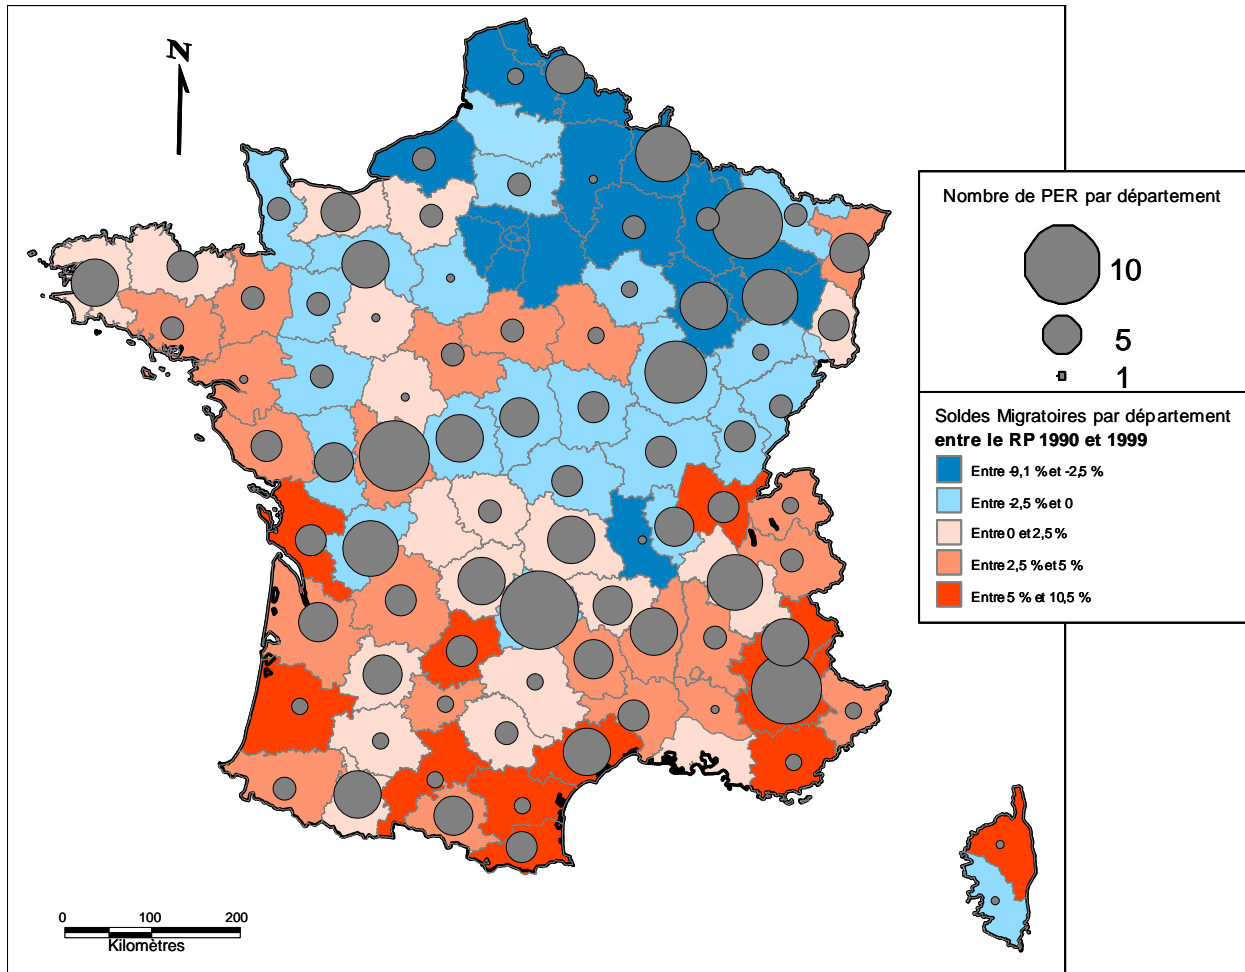 N
Nombre de PER par département
10
5
1
Soldes Migratoires par département
entre le RP 1990 et 1999
Entre -9,1 % et -2,5 %
Entre -2,5 % et 0
Entre 0 et 2,5 %
Entre 2,5 % et 5 %
Entre 5 % et 10,5 %
0 100 200
Kilomètres